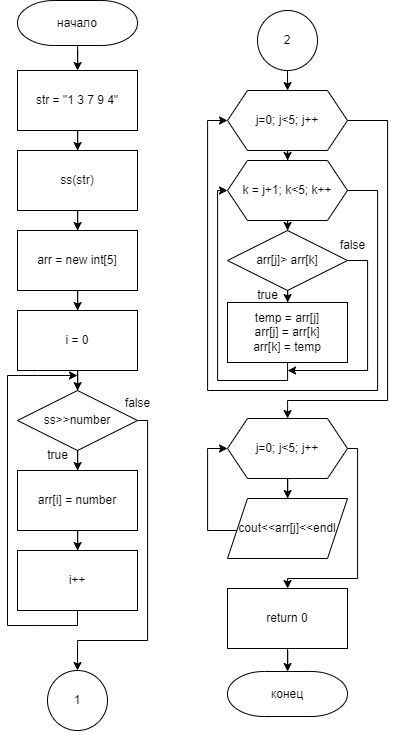 начало
str = "1 3 7 9 4"
ss(str)
arr = new int[5]
i = 0
ss>>number
false
true
arr[i] = number
i++
1
2
j=0; j<5; j++
k = j+1; k<5; k++
arr[j]> arr[k]
false
true
temp = arr[j]
arr[j] = arr[k]
arr[k] = temp
j=0; j<5; j++
cout<<arr[j]<<endl
return 0
конец